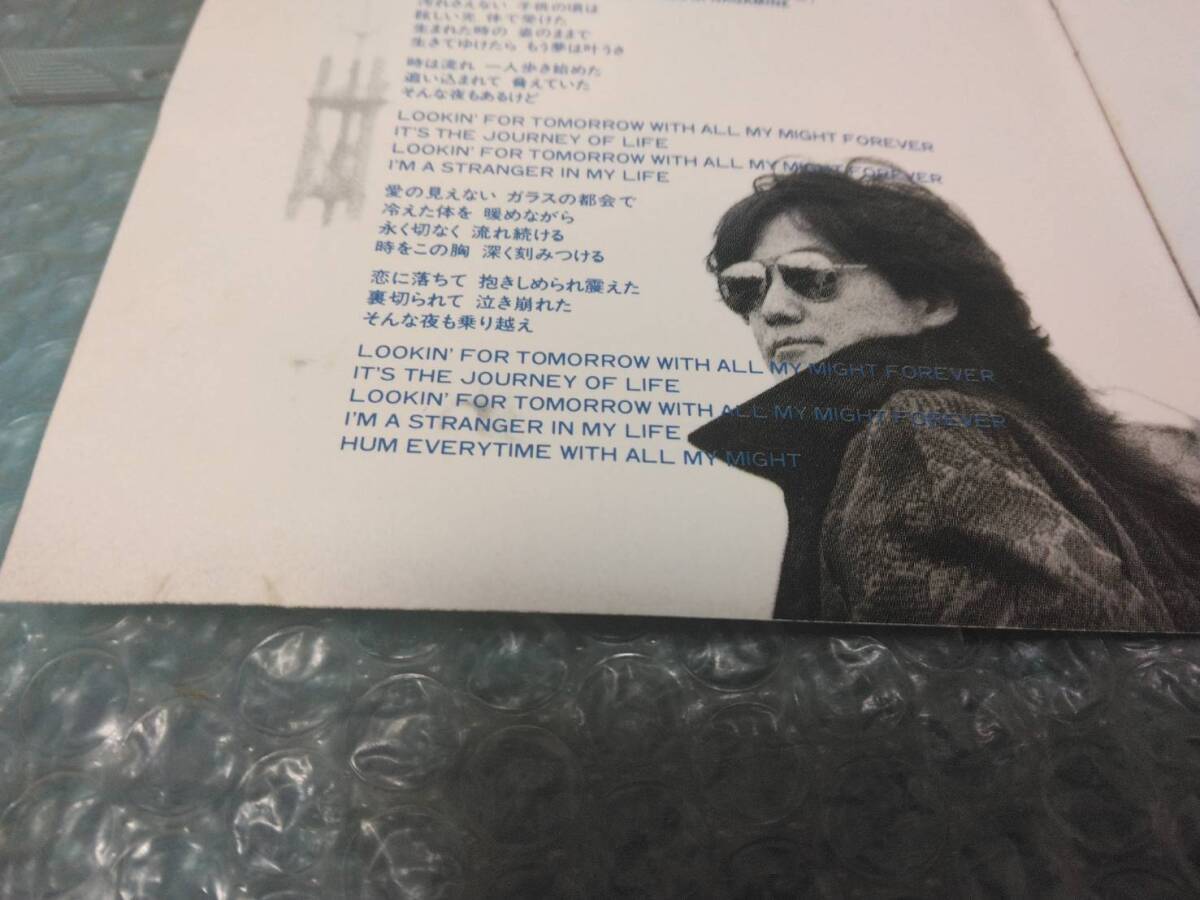 汚れさえない 子供の頃は
眩しい光 体で受けた
生まれた時の 姿のままで
生きてゆけたら もう夢は叶うさ
時は流れ 一人歩き始めた
追い込まれて 脅えていた
そんな夜もあるけど
LOOKIN' FOR TOMORROW WITH ALL MY MIGHT FOREVER
IT'S THE JOURNEY OF LIFE
LOOKIN' FOR TOMORROW WITH ALL MY MIGHT FOREVER
I'M A STRANGER IN MY LIFE
愛の見えない ガラスの都会で
冷えた体を 暖めながら
永く切なく 流れ続ける
時をこの胸 深く刻みつける
恋に落ちて 抱きしめられ震えた
裏切られて 泣き崩れた
そんな夜も乗り越え
LOOKIN' FOR TOMORROW WITH ALL MY MIGHT FOREVER
IT'S THE JOURNEY OF LIFE
LOOKIN' FOR TOMORROW WITH ALL MY MIGHT FOREVER
I'M A STRANGER IN MY LIFE
HUM EVERYTIME WITH ALL MY MIGHT